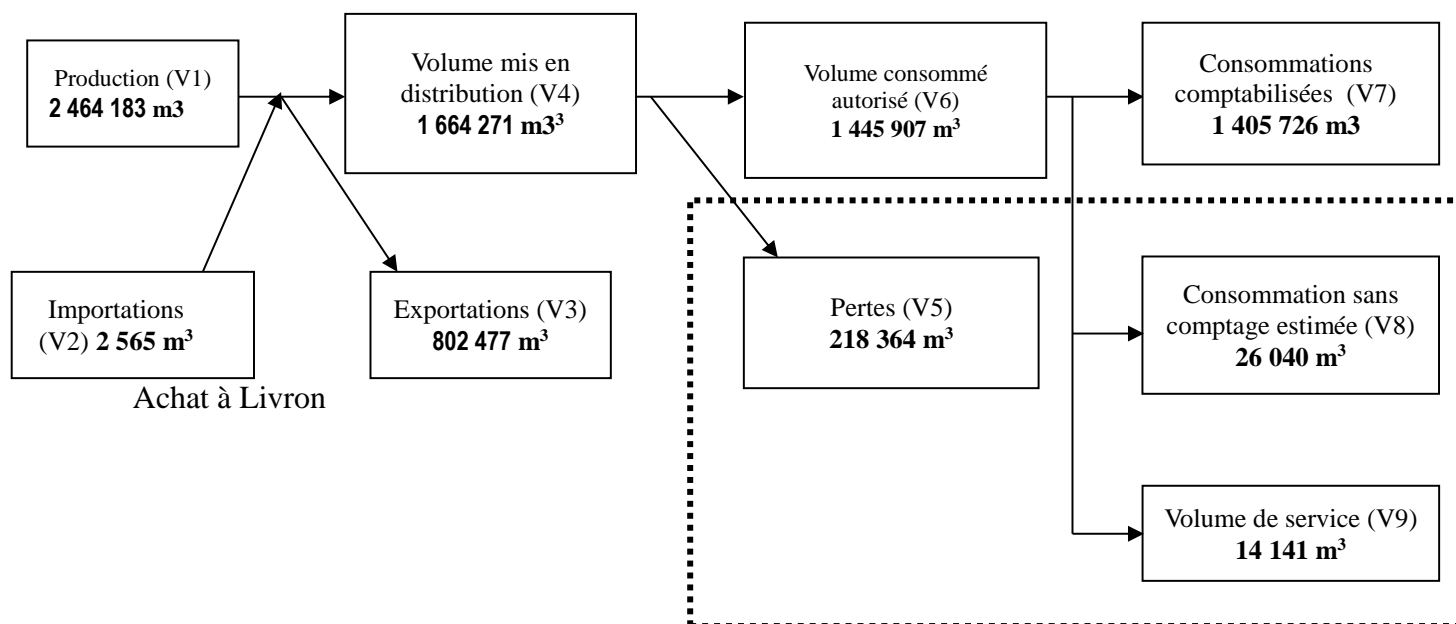 Production (V1)
2 464 183 m3
Volume mis en
distribution (V4)
1 664 271 m3³
Volume consommé
autorisé (V6)
1 445 907 m³
Consommations
comptabilisées (V7)
1 405 726 m3
Importations
(V2) 2 565 m³
Achat à Livron
Exportations (V3)
802 477 m³
Pertes (V5)
218 364 m³
Consommation sans
comptage estimée (V8)
26 040 m³
Volume de service (V9)
14 141 m³